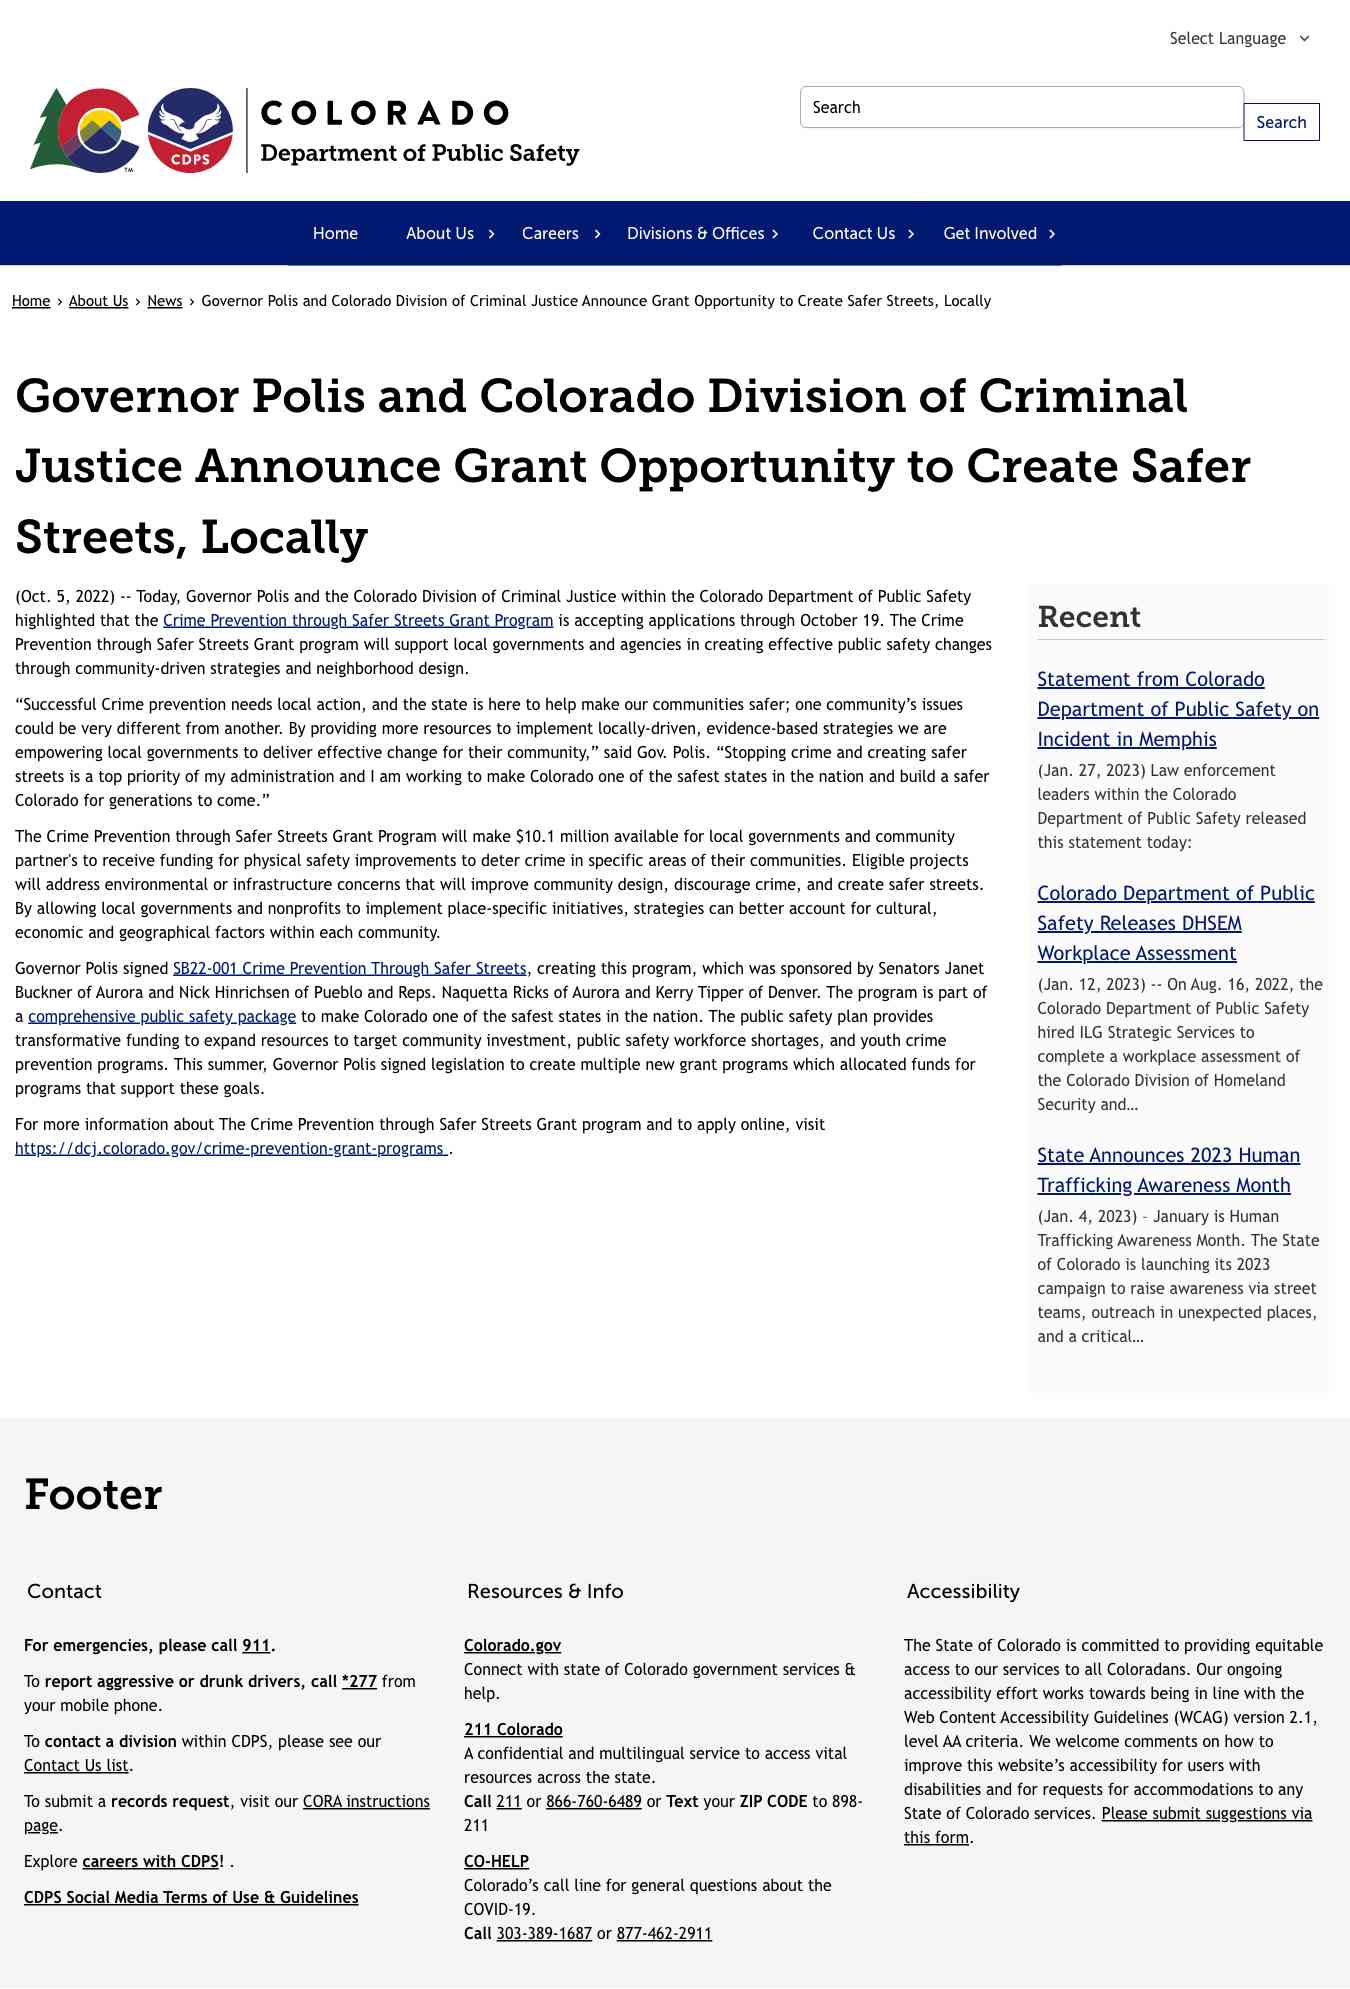 Select Language
COLORADO
Department of Public Safety
CDPS
TM
Search
Search
Home About Us Careers Divisions & Offices Contact Us Get Involved
Home › About Us › News › Governor Polis and Colorado Division of Criminal Justice Announce Grant Opportunity to Create Safer Streets, Locally
Governor Polis and Colorado Division of Criminal
Justice Announce Grant Opportunity to Create Safer
Streets, Locally
(Oct. 5, 2022) -- Today, Governor Polis and the Colorado Division of Criminal Justice within the Colorado Department of Public Safety
highlighted that the Crime Prevention through Safer Streets Grant Program is accepting applications through October 19. The Crime
Prevention through Safer Streets Grant program will support local governments and agencies in creating effective public safety changes
through community-driven strategies and neighborhood design.
“Successful Crime prevention needs local action, and the state is here to help make our communities safer; one community’s issues
could be very different from another. By providing more resources to implement locally-driven, evidence-based strategies we are
empowering local governments to deliver effective change for their community,” said Gov. Polis. “Stopping crime and creating safer
streets is a top priority of my administration and I am working to make Colorado one of the safest states in the nation and build a safer
Colorado for generations to come.”
The Crime Prevention through Safer Streets Grant Program will make $10.1 million available for local governments and community
partner's to receive funding for physical safety improvements to deter crime in specific areas of their communities. Eligible projects
will address environmental or infrastructure concerns that will improve community design, discourage crime, and create safer streets.
By allowing local governments and nonprofits to implement place-specific initiatives, strategies can better account for cultural,
economic and geographical factors within each community.
Governor Polis signed SB22-001 Crime Prevention Through Safer Streets, creating this program, which was sponsored by Senators Janet
Buckner of Aurora and Nick Hinrichsen of Pueblo and Reps. Naquetta Ricks of Aurora and Kerry Tipper of Denver. The program is part of
a comprehensive public safety package to make Colorado one of the safest states in the nation. The public safety plan provides
transformative funding to expand resources to target community investment, public safety workforce shortages, and youth crime
prevention programs. This summer, Governor Polis signed legislation to create multiple new grant programs which allocated funds for
programs that support these goals.
For more information about The Crime Prevention through Safer Streets Grant program and to apply online, visit
https://dcj.colorado.gov/crime-prevention-grant-programs .
Recent
Statement from Colorado
Department of Public Safety on
Incident in Memphis
(Jan. 27, 2023) Law enforcement
leaders within the Colorado
Department of Public Safety released
this statement today:
Colorado Department of Public
Safety Releases DHSEM
Workplace Assessment
(Jan. 12, 2023) -- On Aug. 16, 2022, the
Colorado Department of Public Safety
hired ILG Strategic Services to
complete a workplace assessment of
the Colorado Division of Homeland
Security and…
State Announces 2023 Human
Trafficking Awareness Month
(Jan. 4, 2023) – January is Human
Trafficking Awareness Month. The State
of Colorado is launching its 2023
campaign to raise awareness via street
teams, outreach in unexpected places,
and a critical…
Footer
Contact
For emergencies, please call 911.
To report aggressive or drunk drivers, call *277 from
your mobile phone.
To contact a division within CDPS, please see our
Contact Us list.
To submit a records request, visit our CORA instructions
page.
Explore careers with CDPS! .
CDPS Social Media Terms of Use & Guidelines
Resources & Info
Colorado.gov
Connect with state of Colorado government services &
help.
211 Colorado
A confidential and multilingual service to access vital
resources across the state.
Call 211 or 866-760-6489 or Text your ZIP CODE to 898-
211
CO-HELP
Colorado’s call line for general questions about the
COVID-19.
Call 303-389-1687 or 877-462-2911
Accessibility
The State of Colorado is committed to providing equitable
access to our services to all Coloradans. Our ongoing
accessibility effort works towards being in line with the
Web Content Accessibility Guidelines (WCAG) version 2.1,
level AA criteria. We welcome comments on how to
improve this website’s accessibility for users with
disabilities and for requests for accommodations to any
State of Colorado services. Please submit suggestions via
this form.